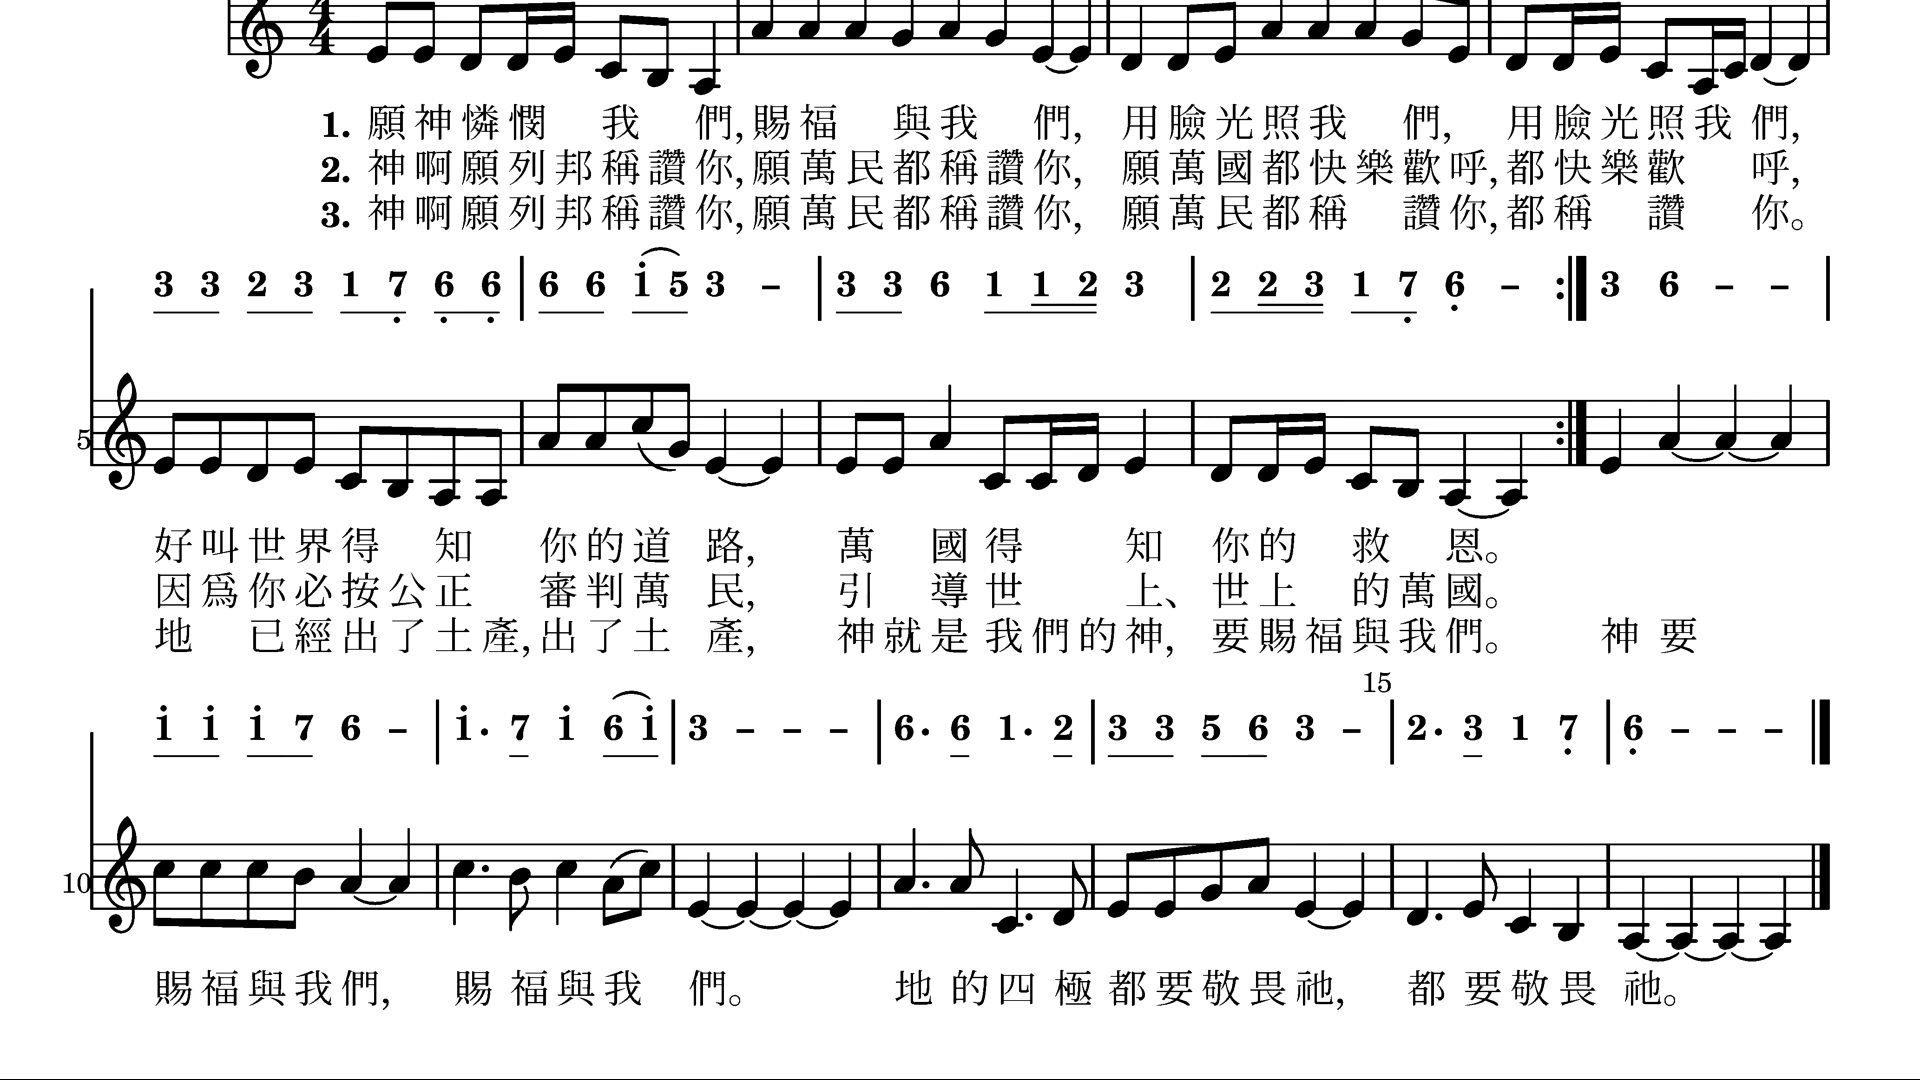 4
4
1. 願神憐憫 我 們,賜福 與我 們, 用臉光照我 們, 用臉光照我 們,
2. 神啊願列邦稱讚你,願萬民都稱讚你, 願萬國都快樂歡呼,都快樂歡 呼,
3. 神啊願列邦稱讚你,願萬民都稱讚你, 願萬民都稱 讚你,都稱 讚 你。
3 3 2 3 1 7 6 6 | 6 6 1 5 3 - | 3 3 6 1 1 2 3 | 2 2 3 1 7 6 - :| 3 6 - - |
5
好叫世界得 知 你的道 路, 萬 國得 知 你的 救 恩。
因爲你必按公正 審判萬 民, 引 導世 上、世上 的萬國。
地 已經出了土產,出了土 產, 神就是我們的神, 要賜福與我們。 神 要
15
1 1 1 7 6 - | 1. 7 1 6 1 | 3 - - - | 6. 6 1. 2 | 3 3 5 6 3 - | 2. 3 1 7 | 6 - - - |
10
賜福與我們, 賜 福與我 們。 地 的四 極 都要敬畏祂, 都 要敬畏 祂。